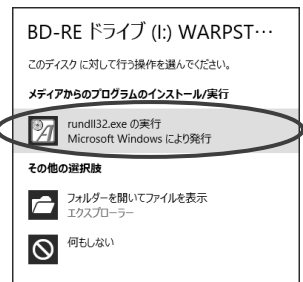 BD-RE ドライブ (I:) WARPST…
このディスク に対して行う操作を選んでください。
メディアからのプログラムのインストール/実行
rundll32.exe の実行
Microsoft Windows により発行
その他の選択肢
フォルダーを開いてファイルを表示
エクスプローラー
何もしない